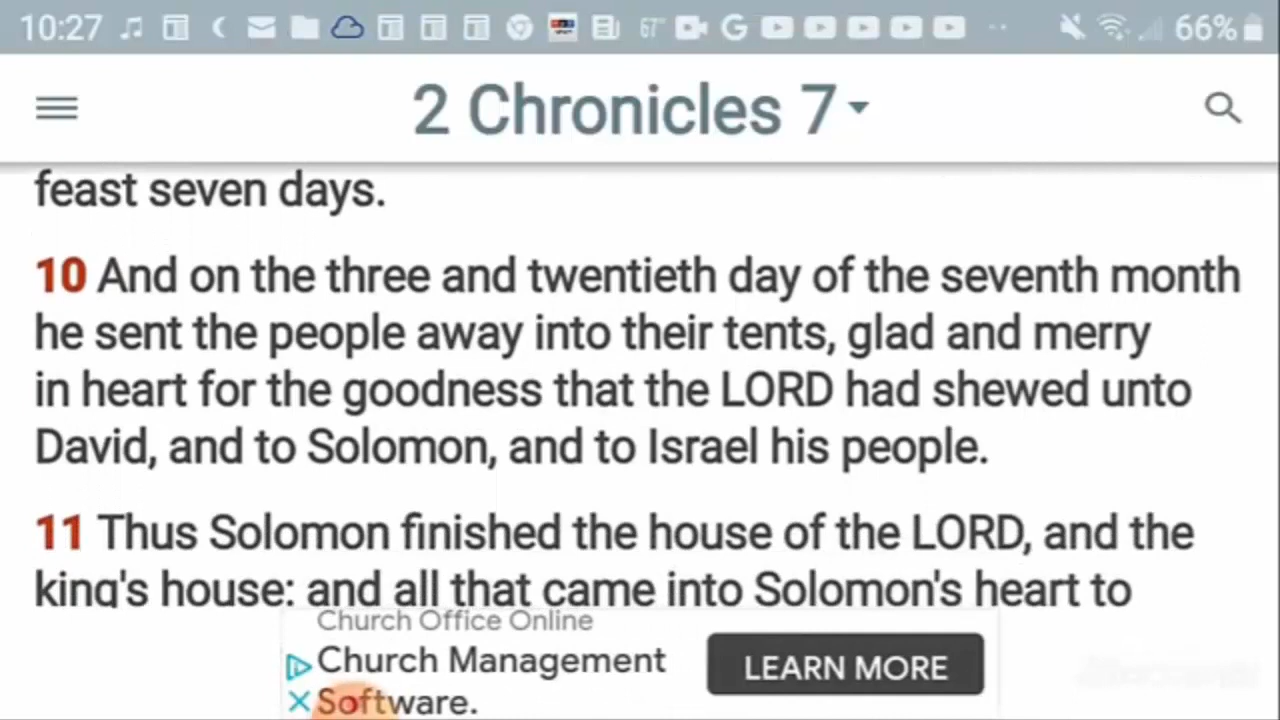 10:27 67° G 66%
2 Chronicles 7
feast seven days.
10 And on the three and twentieth day of the seventh month
he sent the people away into their tents, glad and merry
in heart for the goodness that the LORD had shewed unto
David, and to Solomon, and to Israel his people.
11 Thus Solomon finished the house of the LORD, and the
king's house: and all that came into Solomon's heart to
Church Office Online
Church Management
Software.
LEARN MORE